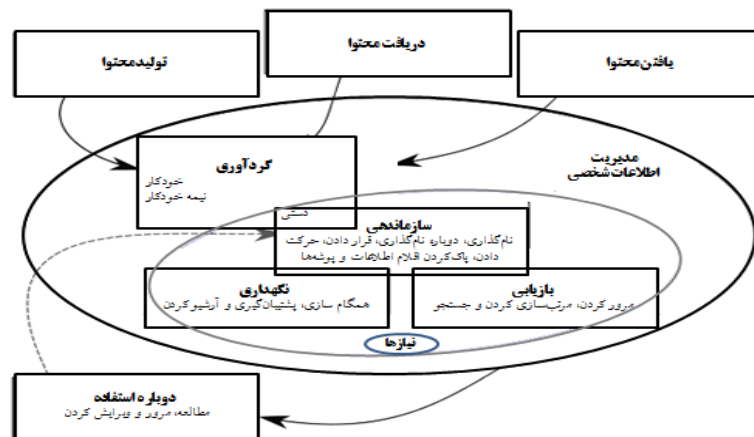 یافتن‌محتوا
دریافت محتوا
تولیدمحتوا
مدیریت
اطلاعات‌شخصی
گردآوری
خودکار
نیمه خودکار
دستی
سازماندهی
نام‌گذاری، دوباره نام‌گذاری، قرار دادن، حرکت
دادن، پاک‌کردن اقلام اطلاعات و پوشه‌ها
بازیابی
مرور کردن، مرتب‌سازی کردن و جستجو
نگهداری
همگام سازی، پشتیبان‌گیری و آرشیو کردن
نیازها
دوباره استفاده
مطالعه، مرور و ویرایش کردن